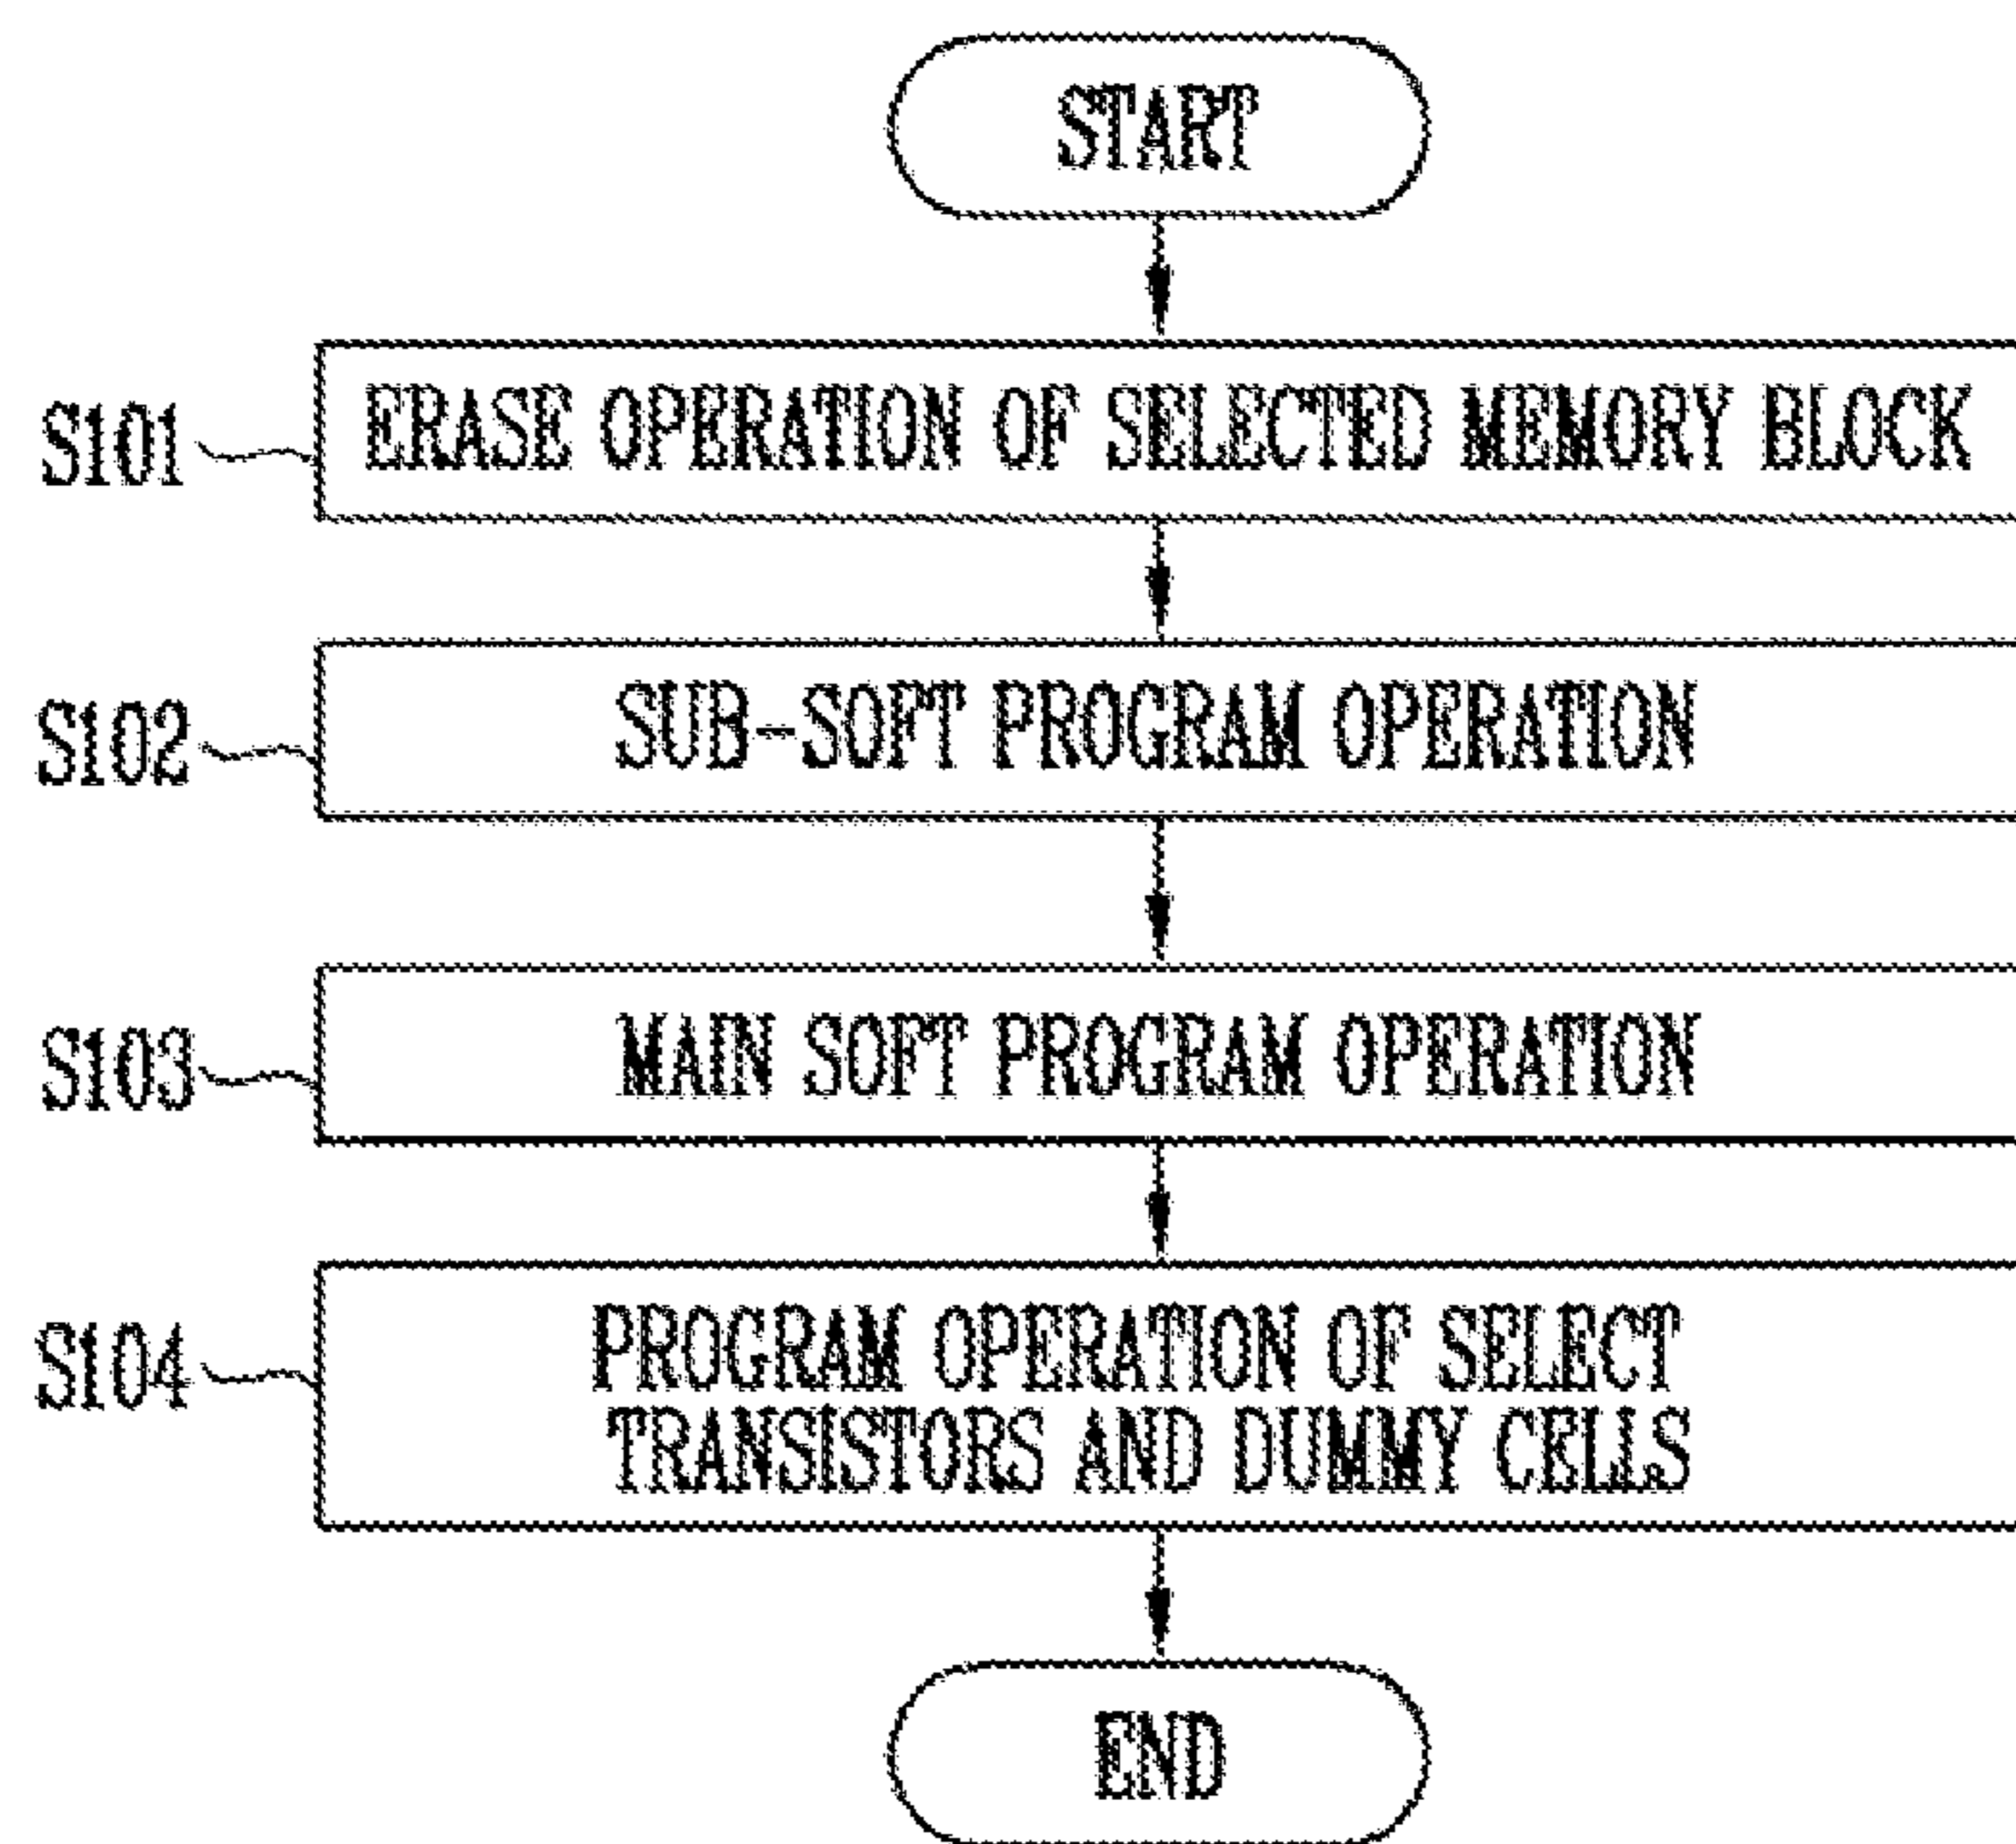 START
S101
ERASE OPERATION OF SELECTED MEMORY BLOCK
S102
SUB-SOFT PROGRAM OPERATION
S103
MAIN SOFT PROGRAM OPERATION
S104
PROGRAM OPERATION OF SELECT
TRANSISTORS AND DUMMY CELLS
END